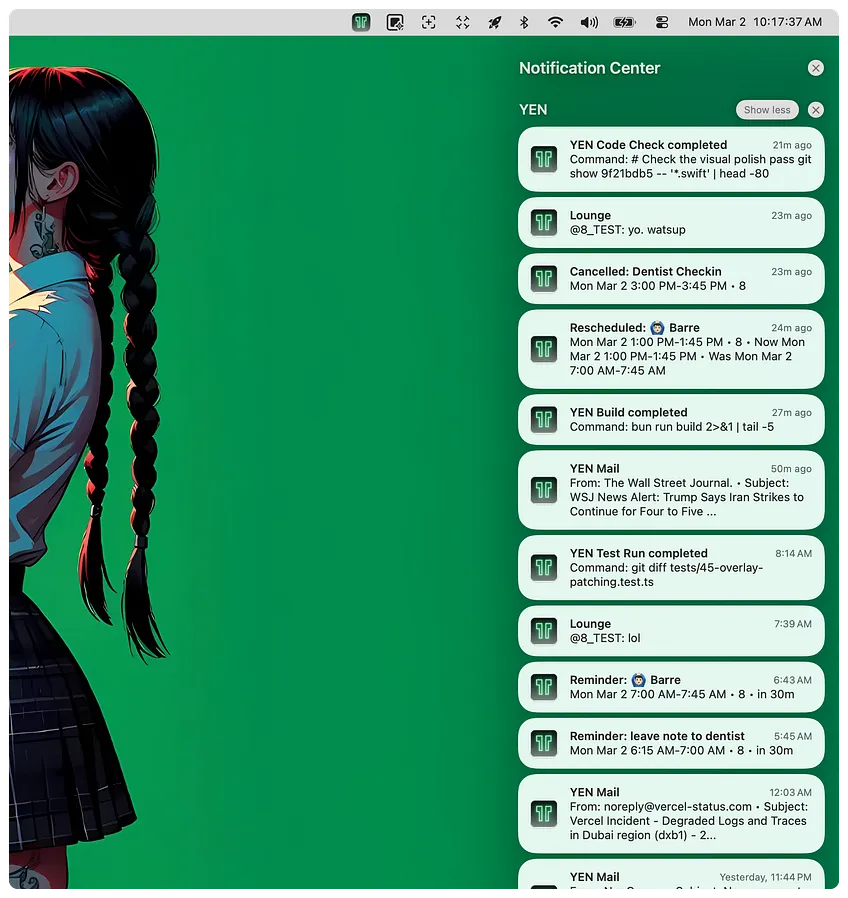 Mon Mar 2 10:17:37 AM
Notification Center
YEN Show less
YEN Code Check completed 21m ago
Command: # Check the visual polish pass git
show 9f21bdb5 -- '*.swift' | head -80
Lounge 23m ago
@8_TEST: yo. watsup
Cancelled: Dentist Checkin 23m ago
Mon Mar 2 3:00 PM-3:45 PM • 8
Rescheduled: Barre 24m ago
Mon Mar 2 1:00 PM-1:45 PM • 8 • Now Mon
Mar 2 1:00 PM-1:45 PM • Was Mon Mar 2
7:00 AM-7:45 AM
YEN Build completed 27m ago
Command: bun run build 2>&1 | tail -5
YEN Mail 50m ago
From: The Wall Street Journal. • Subject:
WSJ News Alert: Trump Says Iran Strikes to
Continue for Four to Five ...
YEN Test Run completed 8:14 AM
Command: git diff tests/45-overlay-
patching.test.ts
Lounge 7:39 AM
@8_TEST: lol
Reminder: Barre 6:43 AM
Mon Mar 2 7:00 AM-7:45 AM • 8 • in 30m
Reminder: leave note to dentist 5:45 AM
Mon Mar 2 6:15 AM-7:00 AM • 8 • in 30m
YEN Mail 12:03 AM
From: noreply@vercel-status.com • Subject:
Vercel Incident - Degraded Logs and Traces
in Dubai region (dxb1) - 2...
YEN Mail Yesterday, 11:44 PM